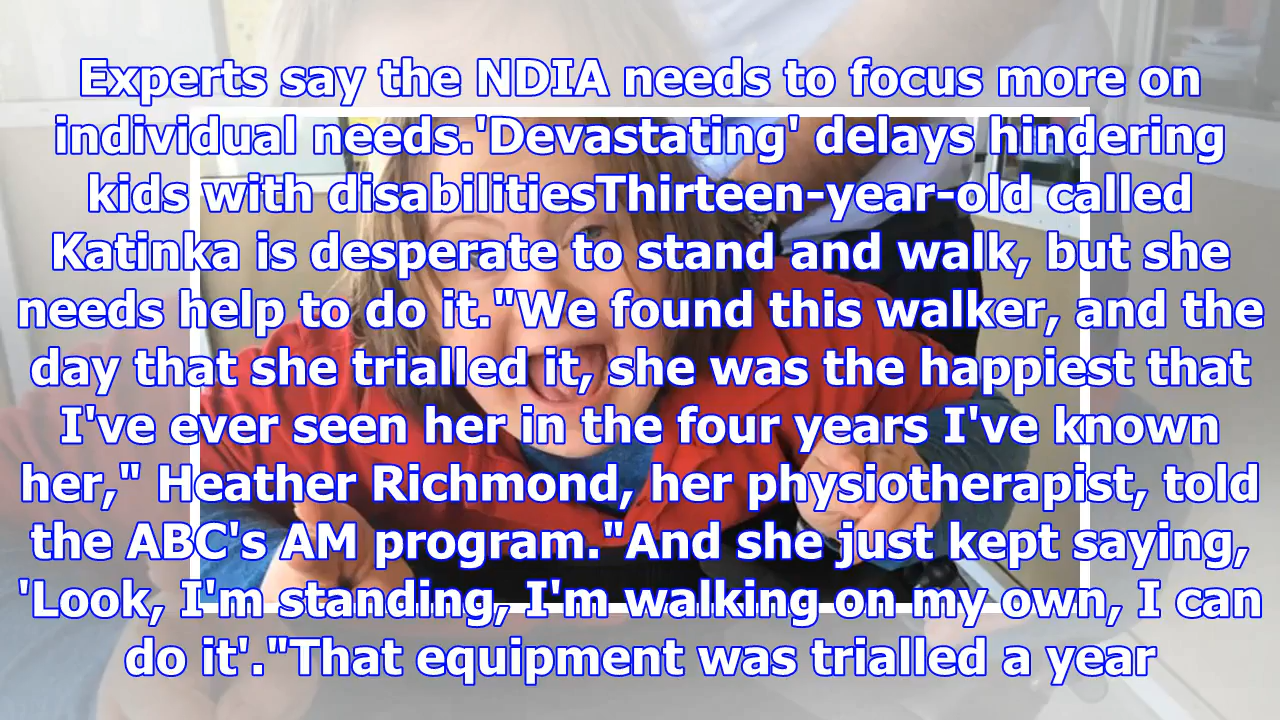 Experts say the NDIA needs to focus more on
individual needs.'Devastating' delays hindering
kids with disabilitiesThirteen-year-old called
Katinka is desperate to stand and walk, but she
needs help to do it."We found this walker, and the
day that she trialled it, she was the happiest that
I've ever seen her in the four years I've known
her," Heather Richmond, her physiotherapist, told
the ABC's AM program."And she just kept saying,
'Look, I'm standing, I'm walking on my own, I can
do it'."That equipment was trialled a year